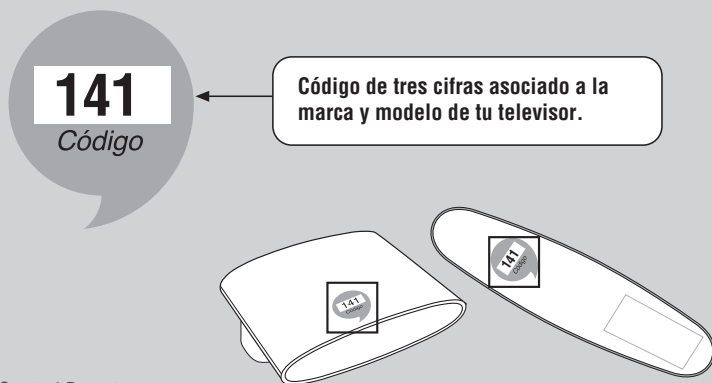 141
Código
Código de tres cifras asociado a la
marca y modelo de tu televisor.
141
Código
141
Código